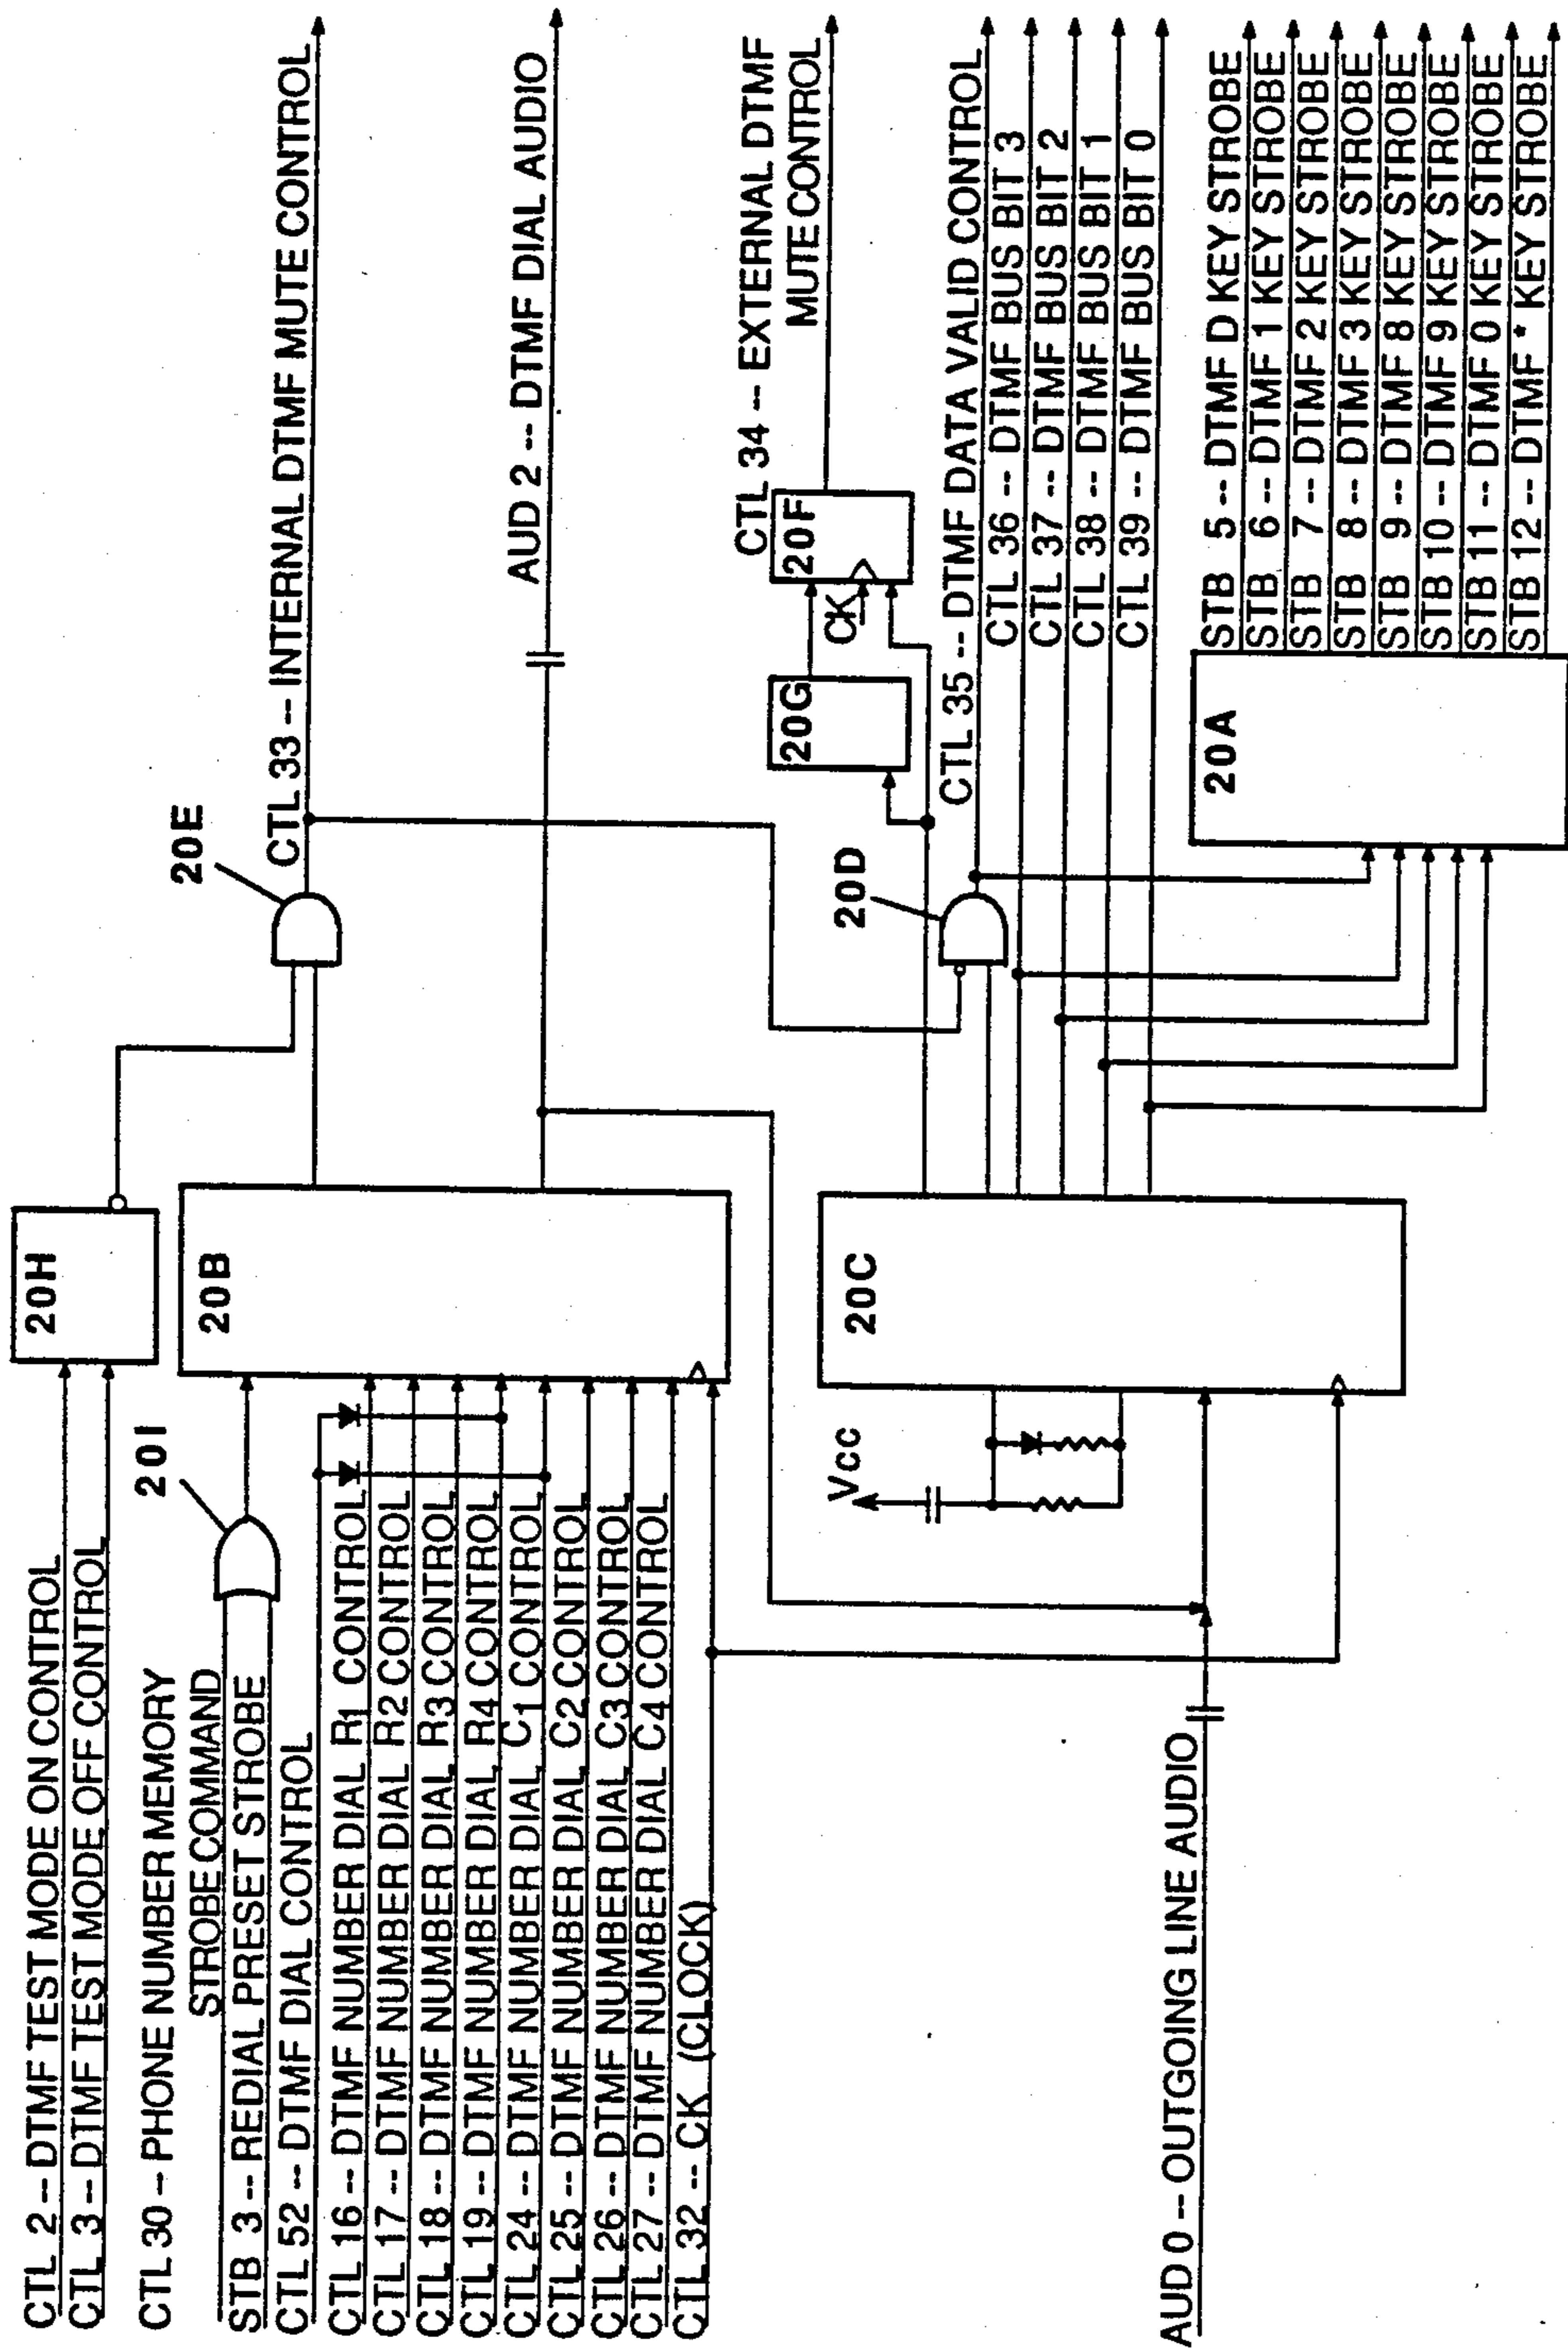 CTL 2 -- DTMF TEST MODE ON CONTROL
CTL 3 -- DTMF TEST MODE OFF CONTROL
CTL 30 -- PHONE NUMBER MEMORY
STROBE COMMAND
STB 3 -- REDIAL PRESET STROBE
CTL 52 -- DTMF DIAL CONTROL
CTL 16 -- DTMF NUMBER DIAL R1 CONTROL
CTL 17 -- DTMF NUMBER DIAL R2 CONTROL
CTL 18 -- DTMF NUMBER DIAL R3 CONTROL
CTL 19 -- DTMF NUMBER DIAL R4 CONTROL
CTL 24 -- DTMF NUMBER DIAL C1 CONTROL
CTL 25 -- DTMF NUMBER DIAL C2 CONTROL
CTL 26 -- DTMF NUMBER DIAL C3 CONTROL
CTL 27 -- DTMF NUMBER DIAL C4 CONTROL
CTL 32 -- CK (CLOCK)
AUD 0 -- OUTGOING LINE AUDIO
20I
Vcc
20H
20B
20C
20E
20D
20G
20F
CK
20A
CTL 33 -- INTERNAL DTMF MUTE CONTROL
AUD 2 -- DTMF DIAL AUDIO
CTL 34 -- EXTERNAL DTMF
MUTE CONTROL
CTL 35 -- DTMF DATA VALID CONTROL
CTL 36 -- DTMF BUS BIT 3
CTL 37 -- DTMF BUS BIT 2
CTL 38 -- DTMF BUS BIT 1
CTL 39 -- DTMF BUS BIT 0
STB 5 -- DTMF D KEY STROBE
STB 6 -- DTMF 1 KEY STROBE
STB 7 -- DTMF 2 KEY STROBE
STB 8 -- DTMF 3 KEY STROBE
STB 9 -- DTMF 8 KEY STROBE
STB 10 -- DTMF 9 KEY STROBE
STB 11 -- DTMF 0 KEY STROBE
STB 12 -- DTMF * KEY STROBE